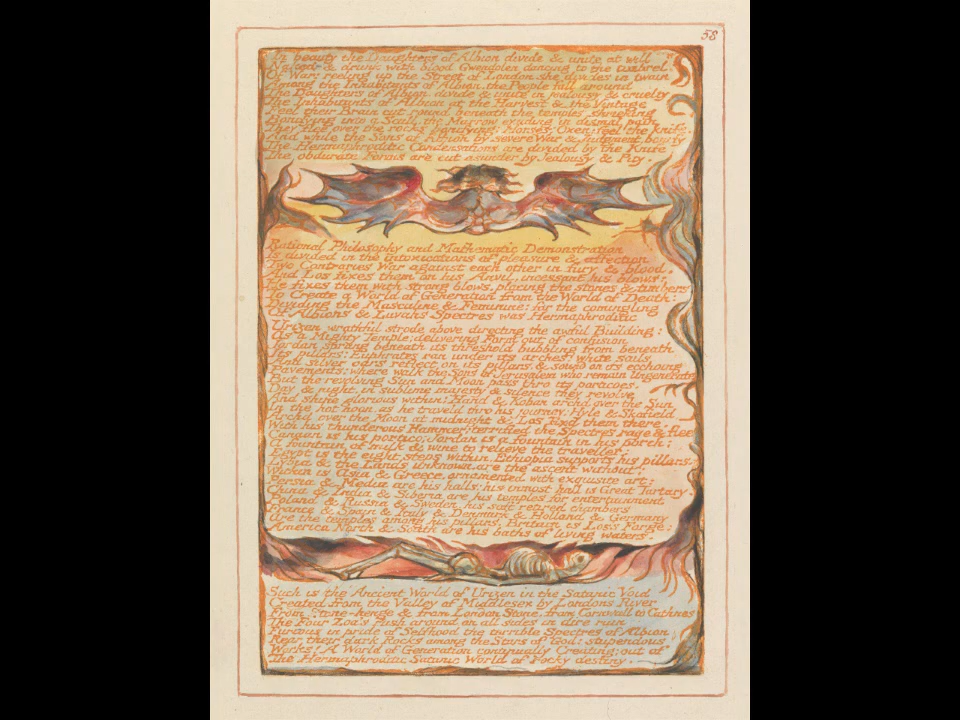 58
In beauty the Daughters of Albion divide & unite at will
Naked & drunk with blood Gwendolen dancing to the timbrel
Of War: reeling up the Street of London she divides in twain
Among the Inhabitants of Albion. the People fall around.
The Daughters of Albion. divide & unite in jealousy & cruelty
The Inhabitants of Albion at the Harvest & the Vintage
Feel their Brain cut round beneath the temples shrieking
Bonifying into a Scull, the Marrow exuding in dismal pain
They flee over the rocks bonifying: Horses: Oxen: feel the knife.
And while the Sons of Albion by severe War & Judgment bonify
The Hermaphroditic Condensations are divided by the Knife
The obdurate Forms are cut asunder by Jealousy & Pity.
Rational Philosophy and Mathematic Demonstration
Is divided in the intoxications of pleasure & affection
Two Contraries War against each other in fury & blood,
And Los fixes them on his Anvil, incessant his blows:
He fixes them with strong blows. placing the stones & timbers
To Create a World of Generation from the World of Death:
Dividing the Masculine & Feminine: for the comingling
Of Albions & Luvahs Spectres was Hermaphroditic
Urizen wrathful strode above directing the awful Building:
As a Mighty Temple; delivering Form out of confusion
Jordan sprang beneath its threshold bubbling from beneath
Its pillars: Euphrates ran under its arches: white sails
And silver oars reflect on its pillars, & sound on its ecchoing
Pavements: where walk the Sons of Jerusalem who remain Ungenerate
But the revolving Sun and Moon pass thro its porticoes,
Day & night, in sublime majesty & silence they revolve
And shine glorious within: Hand & Koban archd over the Sun
In the hot noon, as he traveld thro his journey; Hyle & Skofield
Archd over the Moon at midnight & Los fixd them there,
With his thunderous Hammer; terrified the Spectres rage & flee
Canaan is his portico; Jordan is a fountain in his porch;
A fountain of milk & wine to relieve the traveller:
Egypt is the eight steps within. Ethiopia supports his pillars;
Lybia & the Lands unknown. are the ascent without;
Within is Asia & Greece, ornamented with exquisite art:
Persia & Media are his halls: his inmost hall is Great Tartary.
China & India & Siberia are his temples for entertainment
Poland & Russia & Sweden, his soft retired chambers
France & Spain & Italy & Denmark & Holland & Germany
Are the temples among his pillars. Britain is Los's Forge;
America North & South are his baths of living waters.
Such is the Ancient World of Urizen in the Satanic Void
Created from the Valley of Middlesex by Londons River
From Stone-henge & from London Stone, from Cornwall to Cathnes
The Four Zoa's rush around on all sides in dire ruin
Furious in pride of Selfhood the terrible Spectres of Albion
Rear their dark Rocks among the Stars of God: stupendous
Works! A World of Generation continually Creating; out of
The Hermaphroditic Satanic World of rocky destiny.